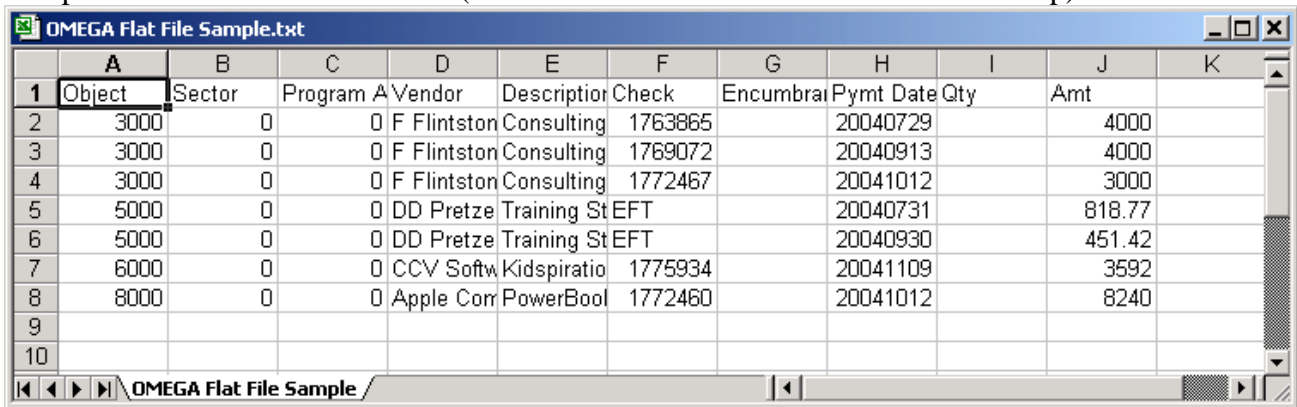 OMEGA Flat File Sample.txt
A B C D E F G H I J K
1 Object Sector Program A Vendor Description Check Encumbra Pymt Date Qty Amt
2 3000 0 0 F Flintston Consulting 1763865 20040729 4000
3 3000 0 0 F Flintston Consulting 1769072 20040913 4000
4 3000 0 0 F Flintston Consulting 1772467 20041012 3000
5 5000 0 0 DD Pretze Training St EFT 20040731 818.77
6 5000 0 0 DD Pretze Training St EFT 20040930 451.42
7 6000 0 0 CCV Softw Kidspiratio 1775934 20041109 3592
8 8000 0 0 Apple Com PowerBool 1772460 20041012 8240
9
10
OMEGA Flat File Sample